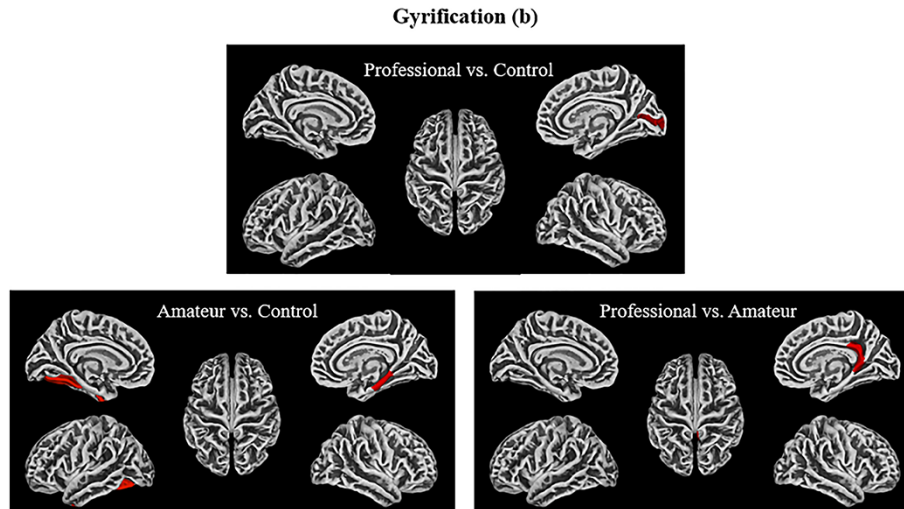 Gyrification (b)
Professional vs. Control
Amateur vs. Control
Professional vs. Amateur